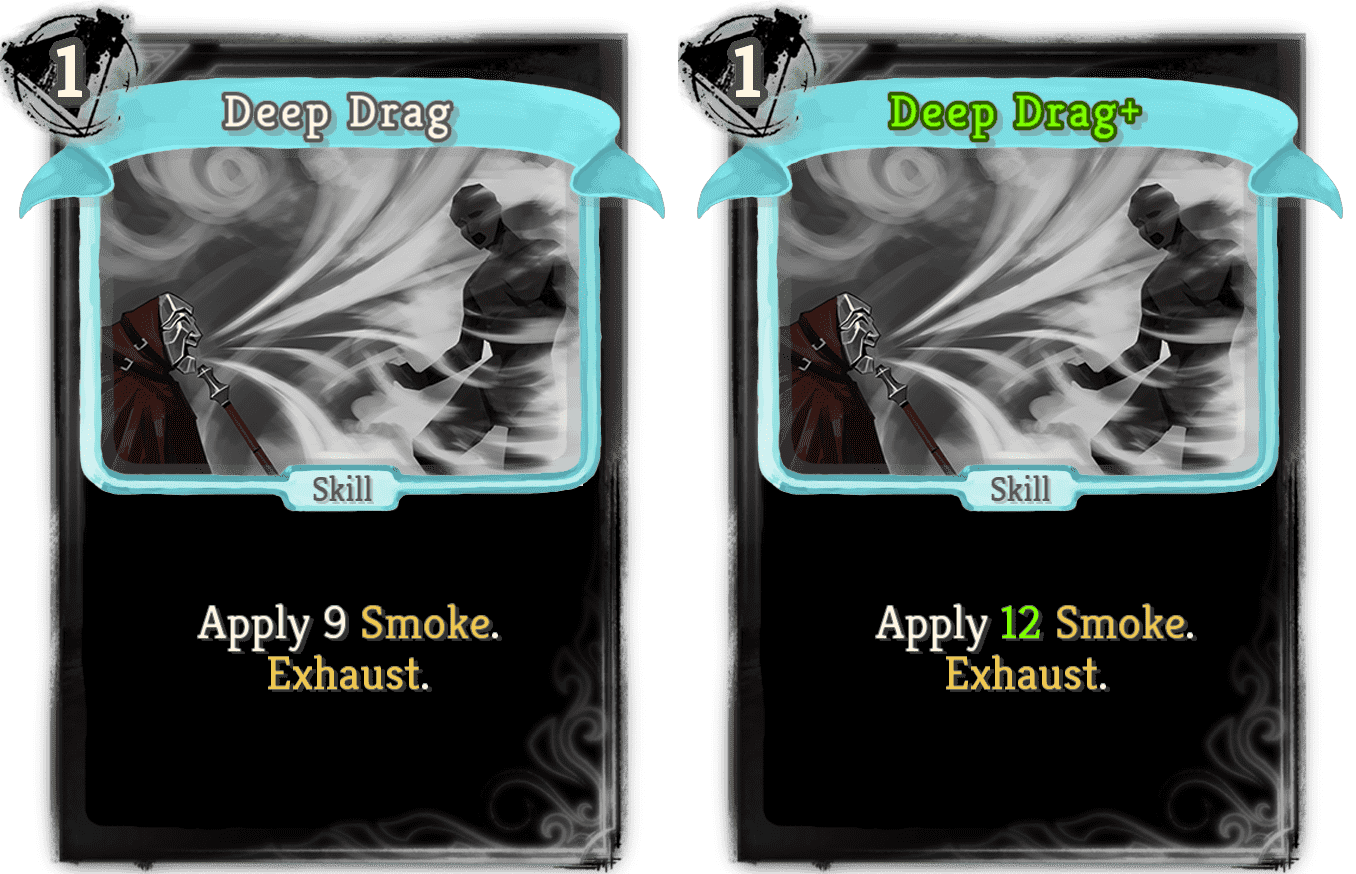 1
Deep Drag
Skill
Apply 9 Smoke.
Exhaust.
1
Deep Drag+
Skill
Apply 12 Smoke.
Exhaust.